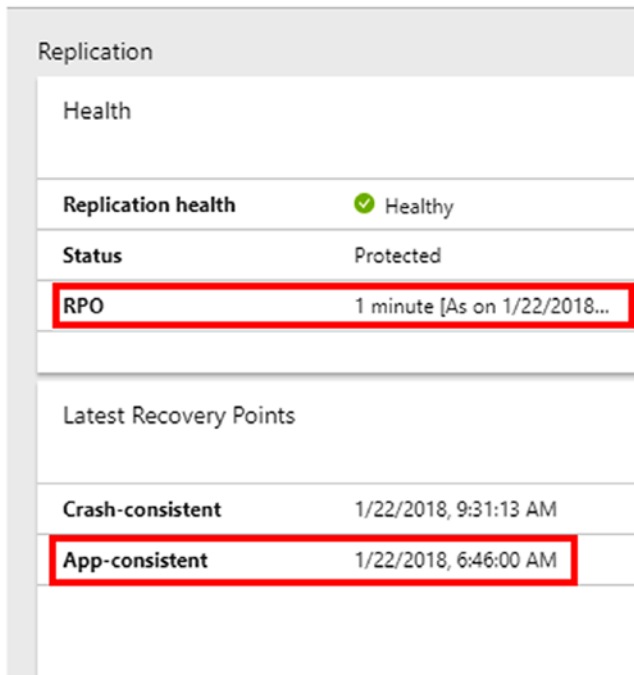 Replication
Health
Replication health Healthy
Status Protected
RPO 1 minute [As on 1/22/2018...
Latest Recovery Points
Crash-consistent 1/22/2018, 9:31:13 AM
App-consistent 1/22/2018, 6:46:00 AM